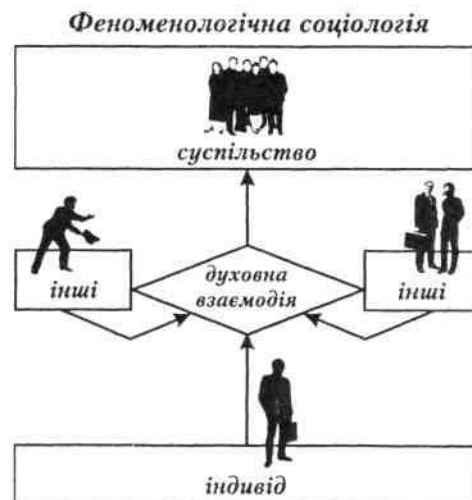 Феноменологічна соціологія
суспільство
інші
духовна
взаємодія
інші
індивід